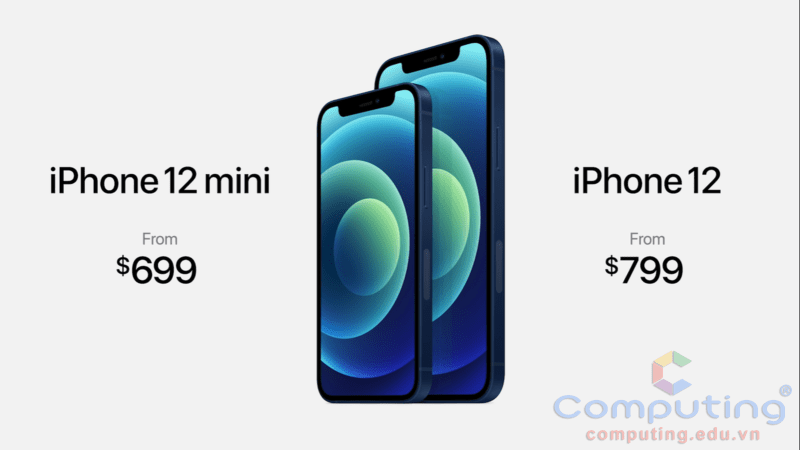 iPhone 12 mini
From
$699
iPhone 12
From
$799
Computing®
computing.edu.vn